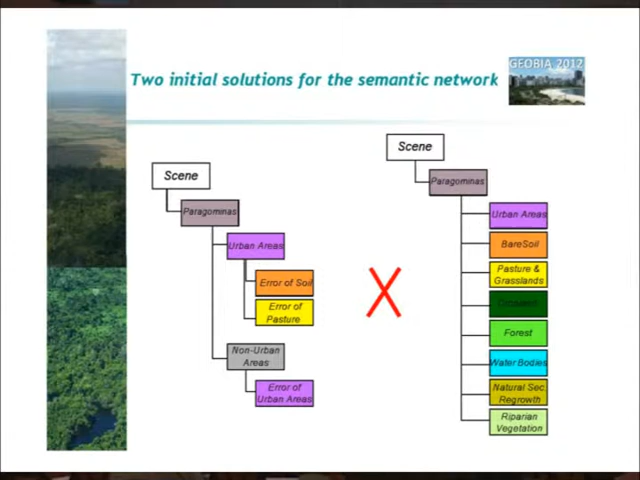 GEOBIA 2012
Two initial solutions for the semantic network
Scene
Paragominas
Urban Areas
Error of Soil
Error of
Pasture
Non-Urban
Areas
Error of
Urban Areas
X
Scene
Paragominas
Urban Areas
BareSoil
Pasture &
Grasslands
Forest
Water Bodies
Natural Sec.
Regrowth
Riparian
Vegetation